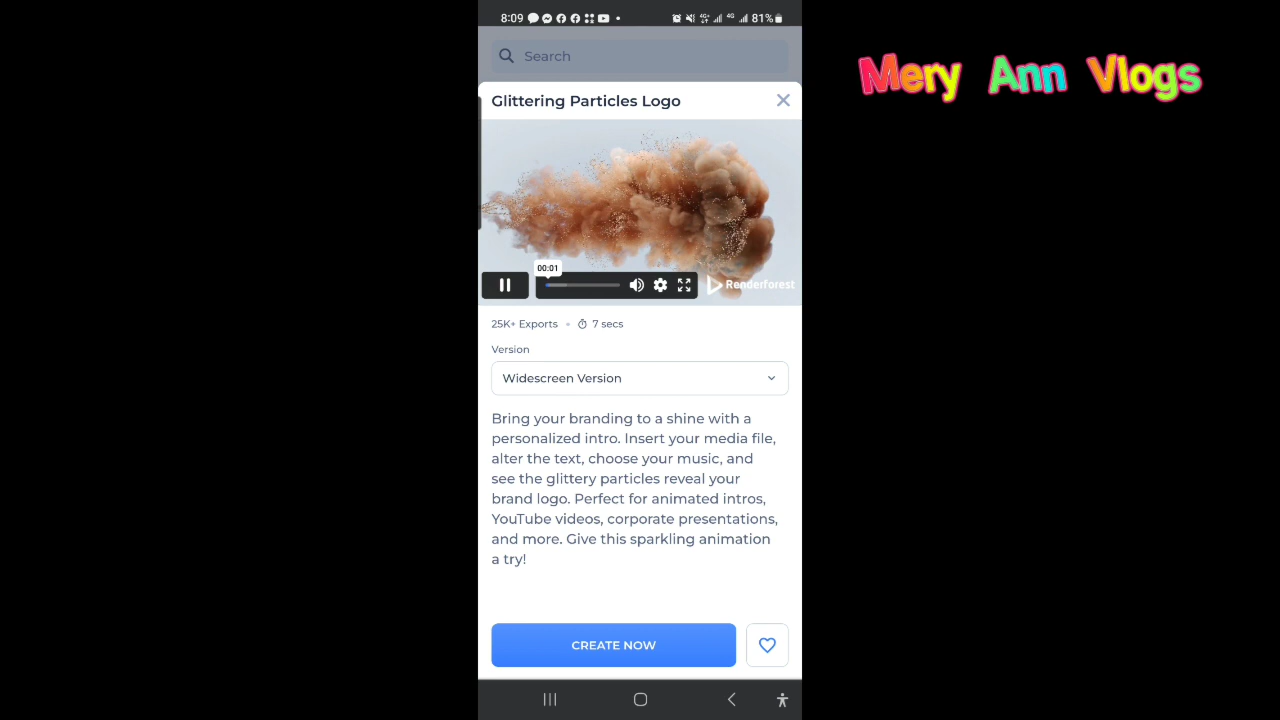 8:09
4G+ 4G 81%
Search
Mery Ann Vlogs
Glittering Particles Logo
00:01
Renderforest
25K+ Exports • 7 secs
Version
Widescreen Version
Bring your branding to a shine with a
personalized intro. Insert your media file,
alter the text, choose your music, and
see the glittery particles reveal your
brand logo. Perfect for animated intros,
YouTube videos, corporate presentations,
and more. Give this sparkling animation
a try!
CREATE NOW